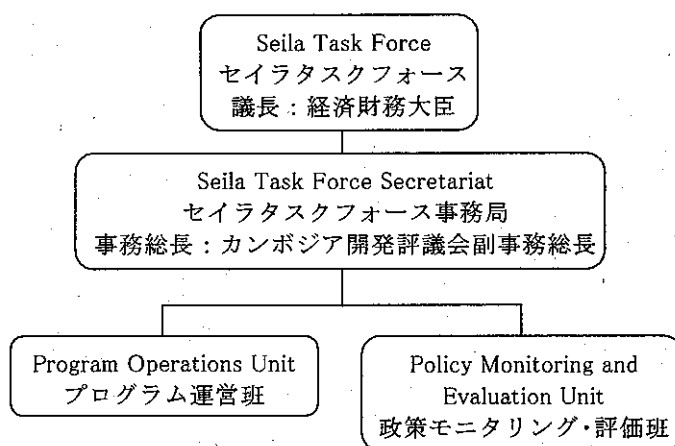 Seila Task Force
セイラタスクフォース
議長：経済財務大臣
Seila Task Force Secretariat
セイラタスクフォース事務局
事務総長：カンボジア開発評議会副事務総長
Program Operations Unit
プログラム運営班
Policy Monitoring and
Evaluation Unit
政策モニタリング・評価班